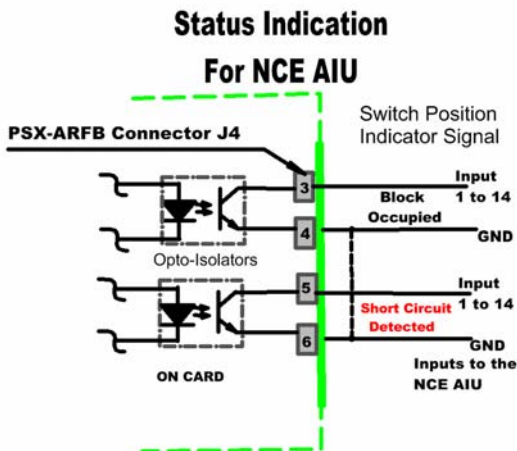 Status Indication
For NCE AIU
PSX-ARFB Connector J4
Switch Position
Indicator Signal
3
Input
1 to 14
Block
Occupied
4
GND
Opto-Isolators
5
Input
1 to 14
Short Circuit
Detected
6
GND
ON CARD
Inputs to the
NCE AIU